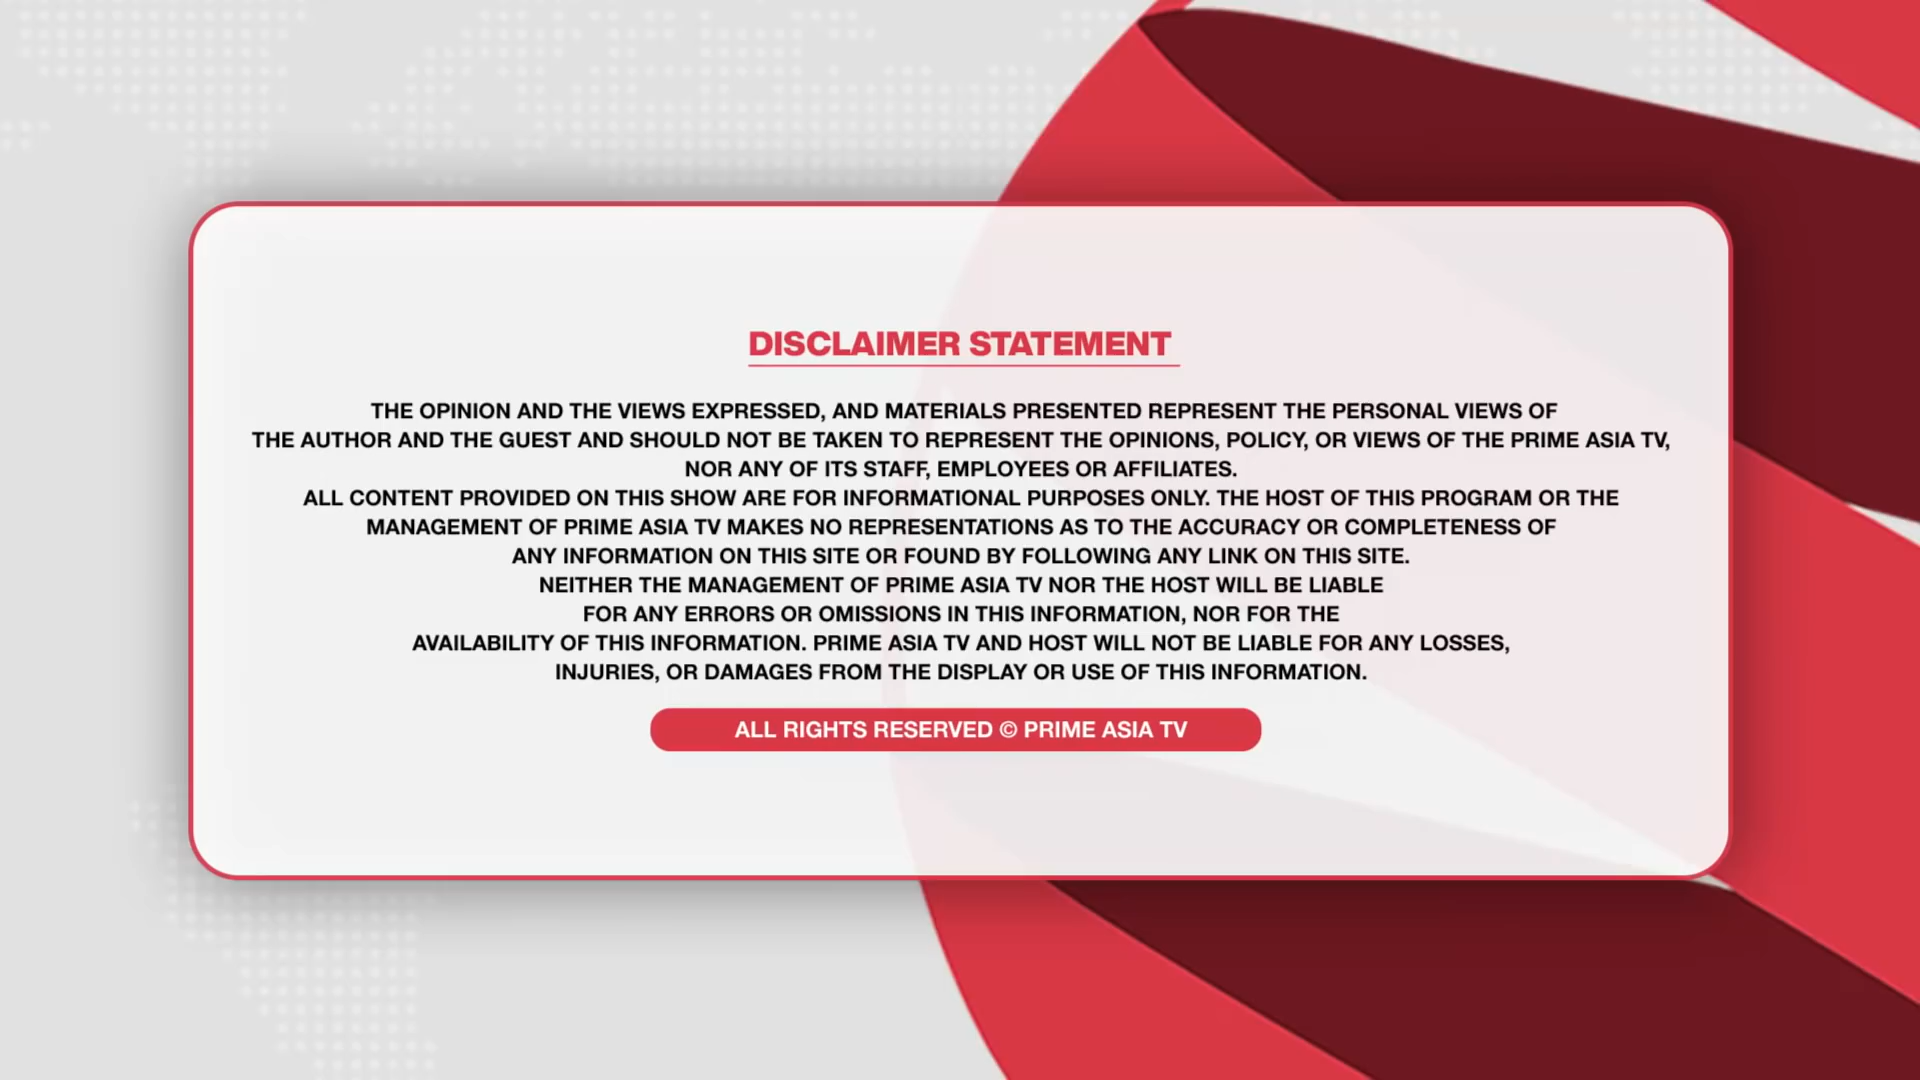 DISCLAIMER STATEMENT
THE OPINION AND THE VIEWS EXPRESSED, AND MATERIALS PRESENTED REPRESENT THE PERSONAL VIEWS OF
THE AUTHOR AND THE GUEST AND SHOULD NOT BE TAKEN TO REPRESENT THE OPINIONS, POLICY, OR VIEWS OF THE PRIME ASIA TV,
NOR ANY OF ITS STAFF, EMPLOYEES OR AFFILIATES.
ALL CONTENT PROVIDED ON THIS SHOW ARE FOR INFORMATIONAL PURPOSES ONLY. THE HOST OF THIS PROGRAM OR THE
MANAGEMENT OF PRIME ASIA TV MAKES NO REPRESENTATIONS AS TO THE ACCURACY OR COMPLETENESS OF
ANY INFORMATION ON THIS SITE OR FOUND BY FOLLOWING ANY LINK ON THIS SITE.
NEITHER THE MANAGEMENT OF PRIME ASIA TV NOR THE HOST WILL BE LIABLE
FOR ANY ERRORS OR OMISSIONS IN THIS INFORMATION, NOR FOR THE
AVAILABILITY OF THIS INFORMATION. PRIME ASIA TV AND HOST WILL NOT BE LIABLE FOR ANY LOSSES,
INJURIES, OR DAMAGES FROM THE DISPLAY OR USE OF THIS INFORMATION.
ALL RIGHTS RESERVED © PRIME ASIA TV